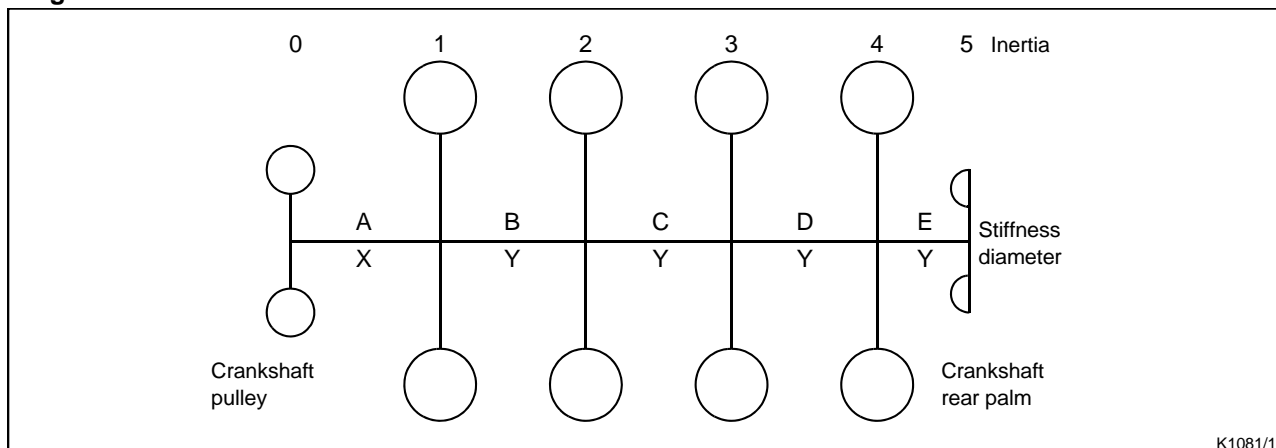 0 1 2 3 4 5 Inertia
A B C D E
X Y Y Y Y
Stiffness
diameter
Crankshaft
pulley
Crankshaft
rear palm
K1081/1